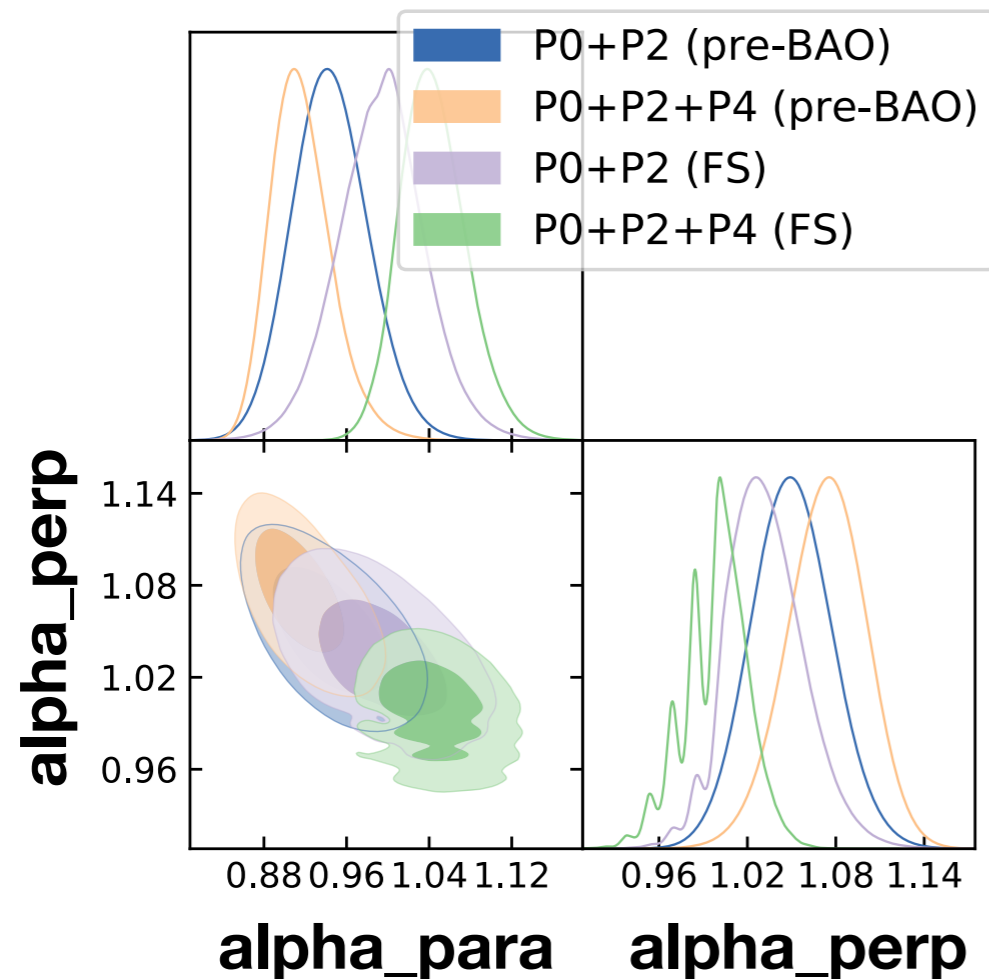 P0+P2 (pre-BAO)
P0+P2+P4 (pre-BAO)
P0+P2 (FS)
P0+P2+P4 (FS)
alpha_perp
1.14
1.08
1.02
0.96
0.88 0.96 1.04 1.12
0.96 1.02 1.08 1.14
alpha_para
alpha_perp